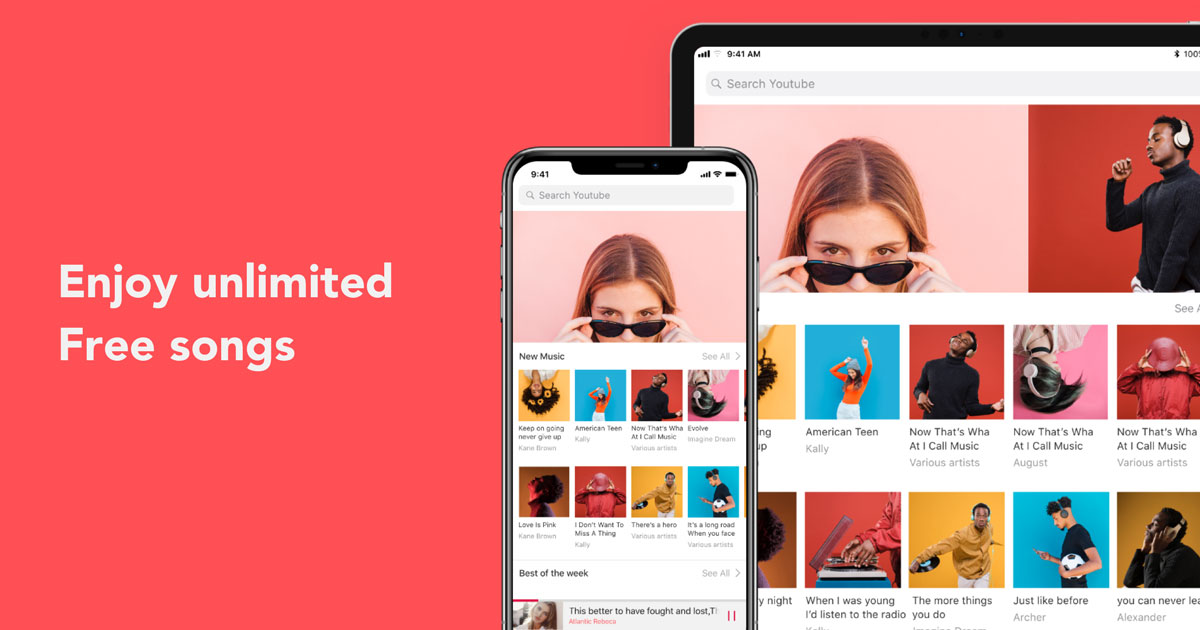 Enjoy unlimited
Free songs
9:41
Search Youtube
New Music
See All
Keep on going
never give up
Kane Brown
American Teen
Kally
Now That's Wha
At I Call Music
Various artists
Evolve
Imagine Dream
Love Is Pink
Kane Brown
I Don't Want To
Miss A Thing
Kally
There's a hero
Various artists
It's a long road
When you face
Various artists
Best of the week
See All
This better to have fought and lost,T
Atlantic Rebeca
9:41 AM
100
Search Youtube
See A
ing
up
American Teen
Kally
Now That's Wha
At I Call Music
Various artists
Now That's Wha
At I Call Music
August
Now That's Wha
At I Call Music
Various artists
y night
When I was young
I'd listen to the radio
Kally
The more things
you do
Imagine Dream
Just like before
Archer
you can never lea
Alexander